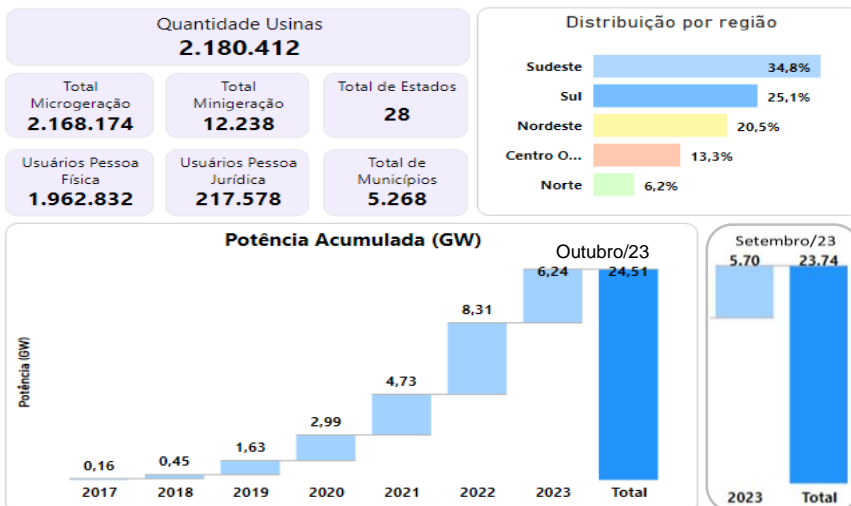 Quantidade Usinas
2.180.412
Total
Microgeração
2.168.174
Total
Minigeração
12.238
Total de Estados
28
Usuários Pessoa
Física
1.962.832
Usuários Pessoa
Jurídica
217.578
Total de
Municípios
5.268
Distribuição por região
Sudeste 34,8%
Sul 25,1%
Nordeste 20,5%
Centro O... 13,3%
Norte 6,2%
Potência Acumulada (GW)
Outubro/23
Potência (GW)
0,16
0,45
1,63
2,99
4,73
8,31
6,24
24,51
2017 2018 2019 2020 2021 2022 2023 Total
Setembro/23
5.70 23.74
2023 Total